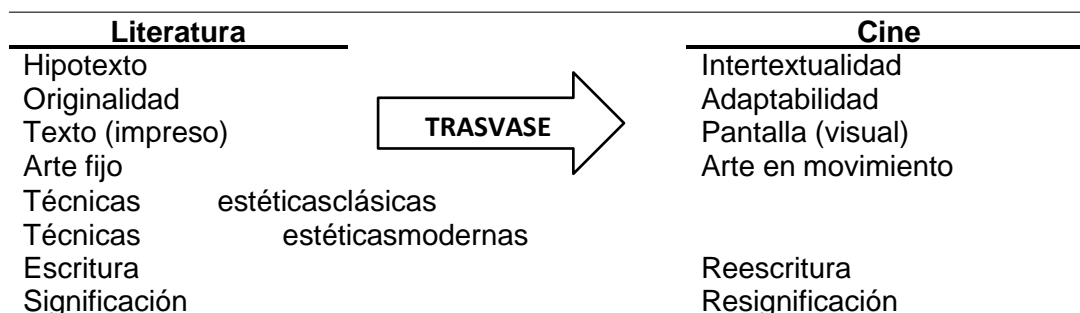 Literatura Cine
Hipotexto Intertextualidad
Originalidad Adaptabilidad
Texto (impreso) TRASVASE Pantalla (visual)
Arte fijo Arte en movimiento
Técnicas estéticasclásicas
Técnicas estéticasmodernas
Escritura Reescritura
Significación Resignificación